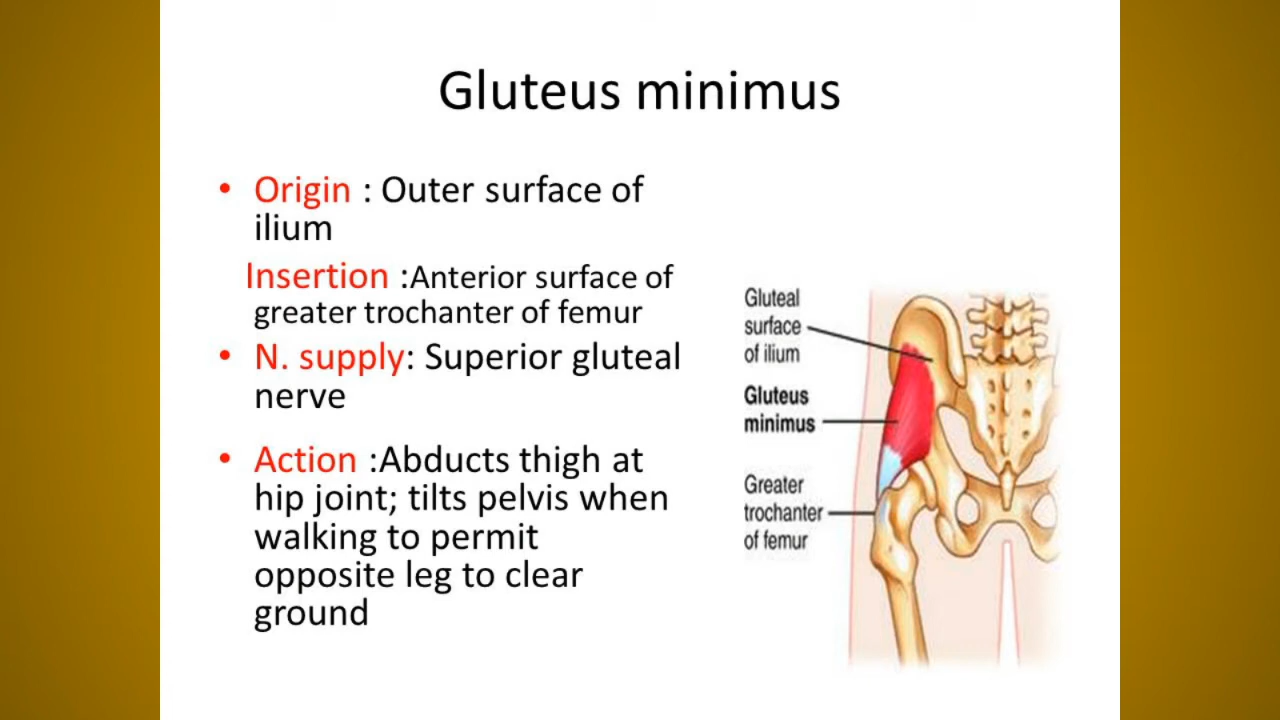 Gluteus minimus
• Origin : Outer surface of
ilium
Insertion :Anterior surface of
greater trochanter of femur
• N. supply: Superior gluteal
nerve
• Action :Abducts thigh at
hip joint; tilts pelvis when
walking to permit
opposite leg to clear
ground
Gluteal
surface
of ilium
Gluteus
minimus
Greater
trochanter
of femur